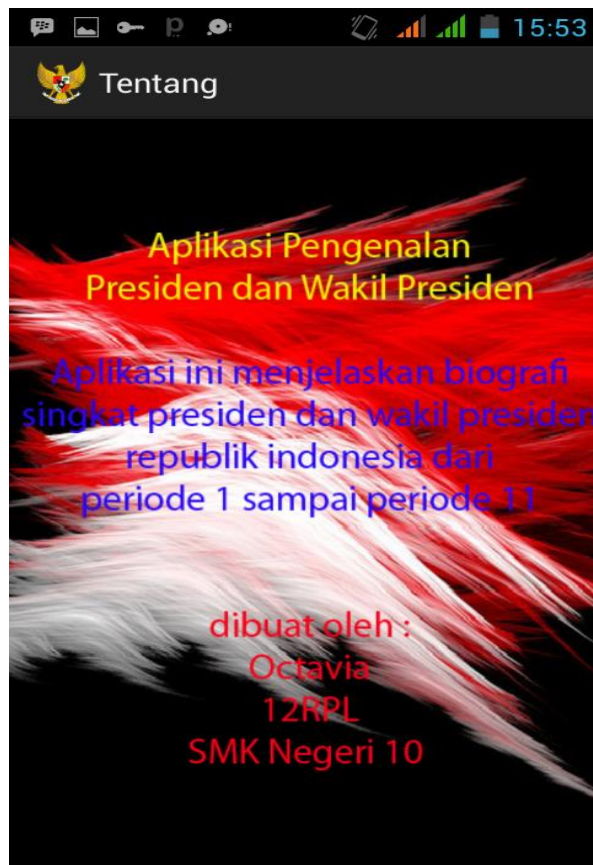 15:53
Tentang
Aplikasi Pengenalan
Presiden dan Wakil Presiden
Aplikasi ini menjelaskan biografi
singkat presiden dan wakil presiden
republik indonesia dari
periode 1 sampai periode 11
dibuat oleh :
Octavia
12RPL
SMK Negeri 10